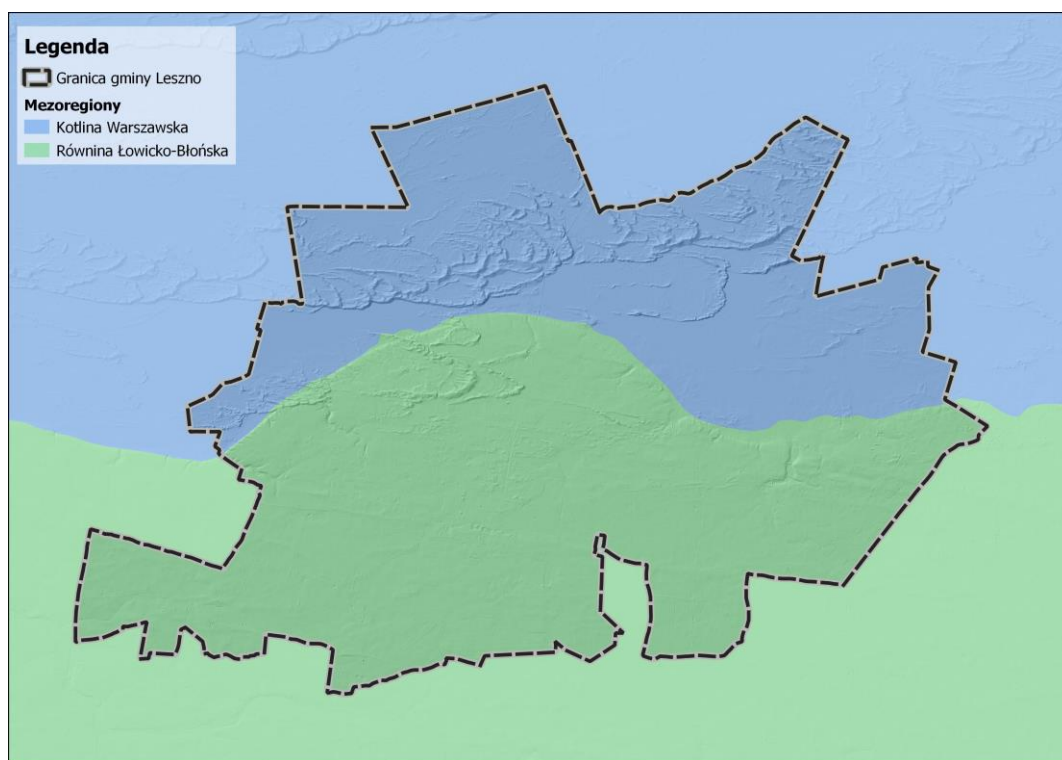 Legenda
Granica gminy Leszno
Mezoregiony
Kotlina Warszawska
Równina Łowicko-Błońska